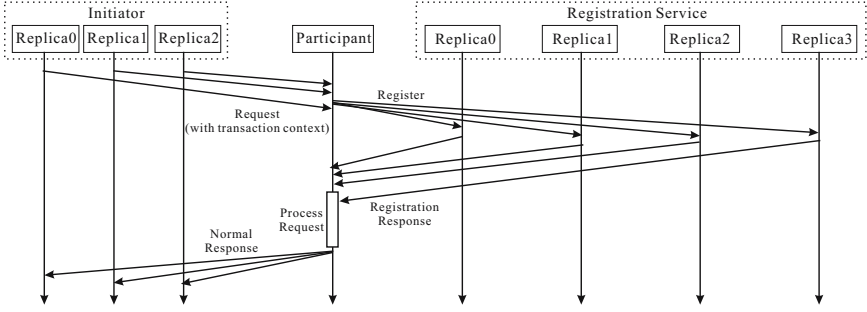 Initiator
Registration Service
Replica0
Replica1
Replica2
Participant
Replica0
Replica1
Replica2
Replica3
Register
Request
(with transaction context)
Process
Request
Registration
Response
Normal
Response